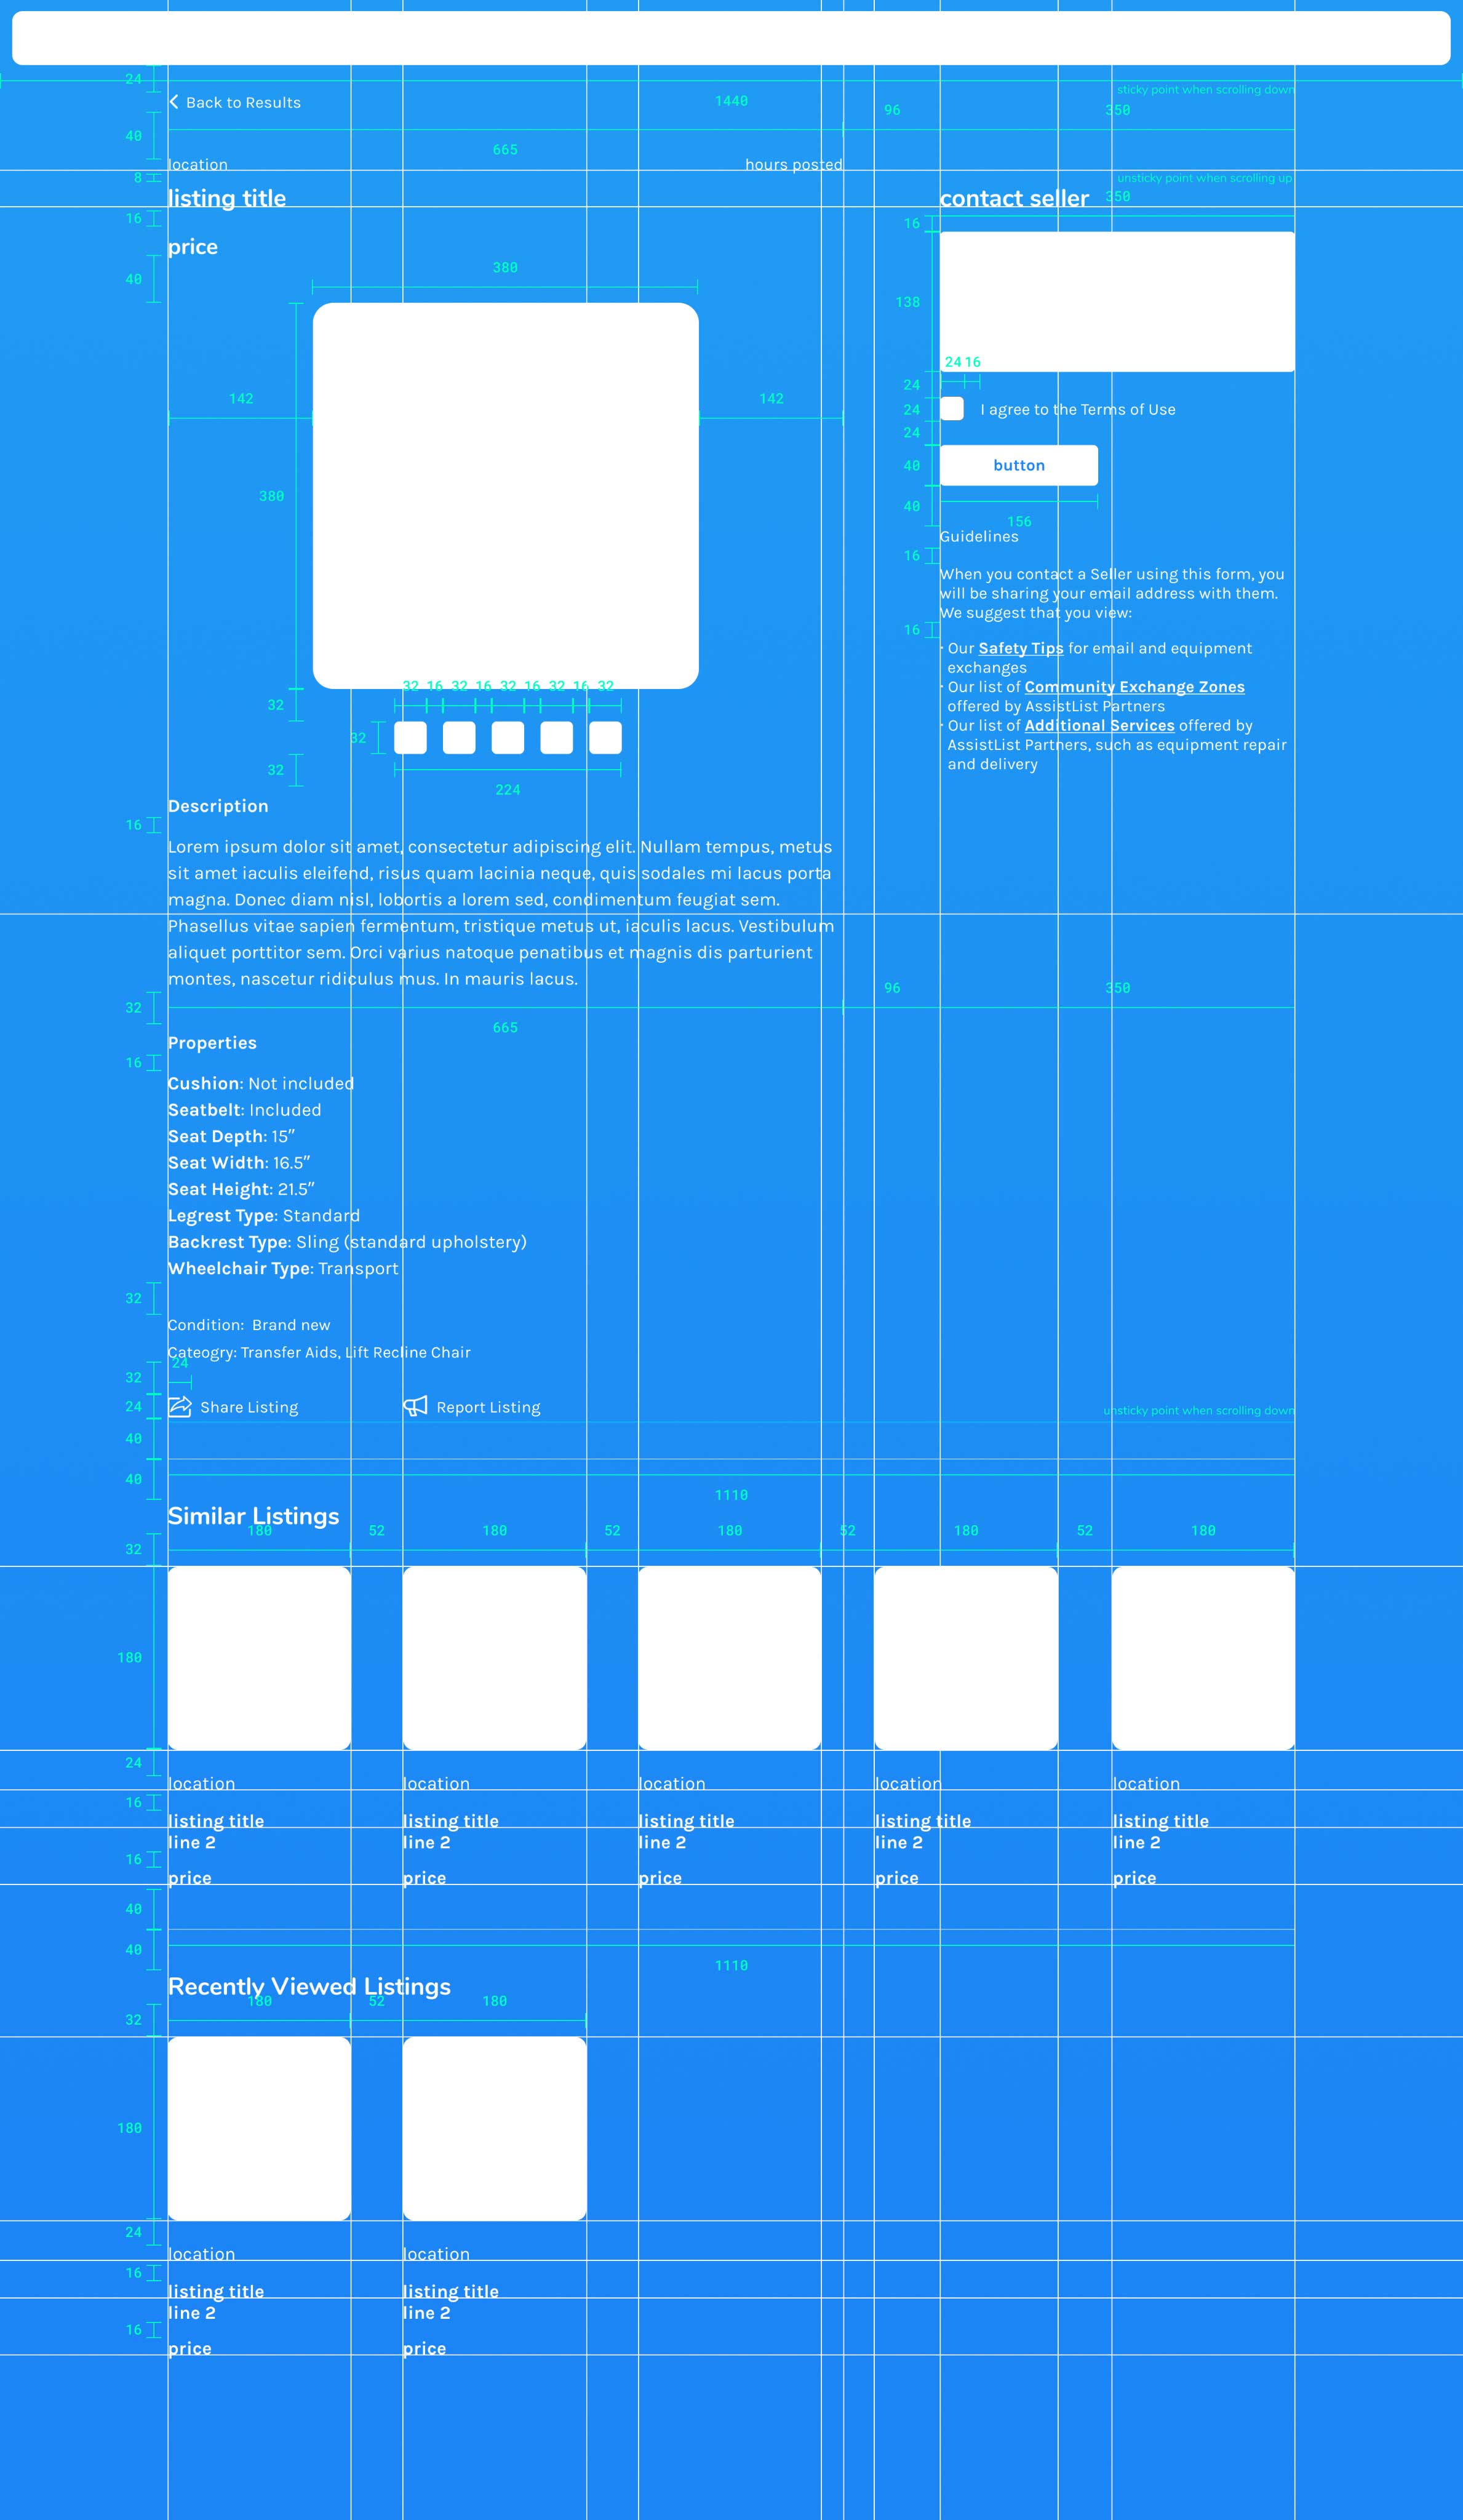 24
sticky point when scrolling down
Back to Results
1440
96
350
40
665
location
hours posted
8
unsticky point when scrolling up
listing title
contact seller
350
16
16
price
40
380
138
24 16
142
142
24
24
I agree to the Terms of Use
24
40
button
380
40
156
Guidelines
16
When you contact a Seller using this form, you
will be sharing your email address with them.
We suggest that you view:
16
· Our Safety Tips for email and equipment
exchanges
· Our list of Community Exchange Zones
offered by AssistList Partners
· Our list of Additional Services offered by
AssistList Partners, such as equipment repair
and delivery
32 16 32 16 32 16 32 16 32
32
32
32
224
Description
16
Lorem ipsum dolor sit amet, consectetur adipiscing elit. Nullam tempus, metus
sit amet iaculis eleifend, risus quam lacinia neque, quis sodales mi lacus porta
magna. Donec diam nisl, lobortis a lorem sed, condimentum feugiat sem.
Phasellus vitae sapien fermentum, tristique metus ut, iaculis lacus. Vestibulum
aliquet porttitor sem. Orci varius natoque penatibus et magnis dis parturient
montes, nascetur ridiculus mus. In mauris lacus.
96
350
32
665
Properties
16
Cushion: Not included
Seatbelt: Included
Seat Depth: 15”
Seat Width: 16.5”
Seat Height: 21.5”
Legrest Type: Standard
Backrest Type: Sling (standard upholstery)
Wheelchair Type: Transport
32
Condition: Brand new
Cateogry: Transfer Aids, Lift Recline Chair
24
32
24
Share Listing
Report Listing
unsticky point when scrolling down
40
40
1110
Similar Listings
180 52 180 52 180 52 180 52 180
32
180
24
location location location location location
16
listing title listing title listing title listing title listing title
line 2 line 2 line 2 line 2 line 2
16
price price price price price
40
40
1110
Recently Viewed Listings
180 52 180
32
180
24
location location
16
listing title listing title
line 2 line 2
16
price price